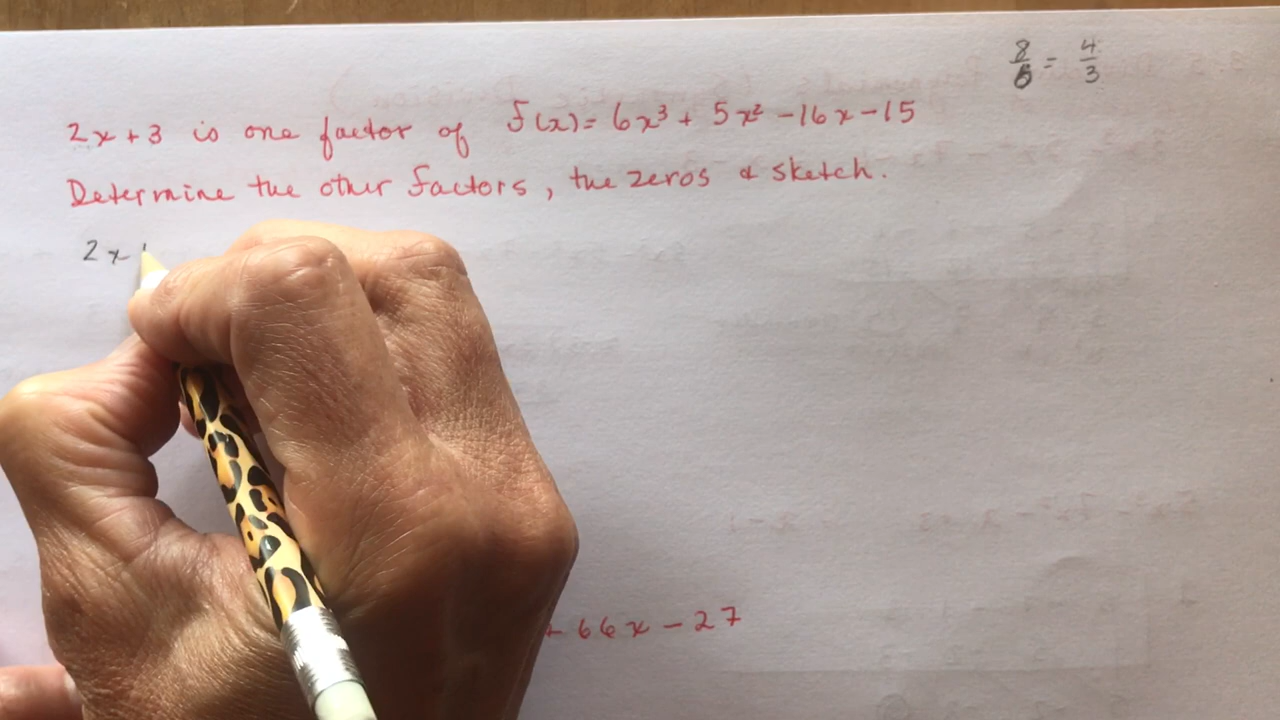 8/6 = 4/3
2x+3 is one factor of f(x)= 6x³ + 5x² -16x-15
Determine the other factors, the zeros & sketch.
2x
+ 66x - 27